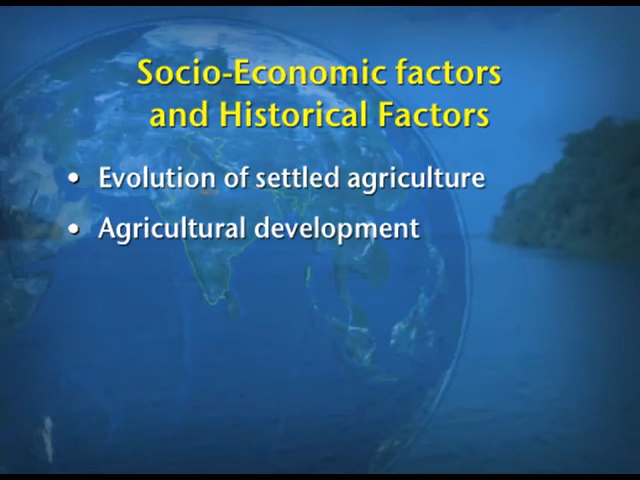 Socio-Economic factors
and Historical Factors
• Evolution of settled agriculture
• Agricultural development